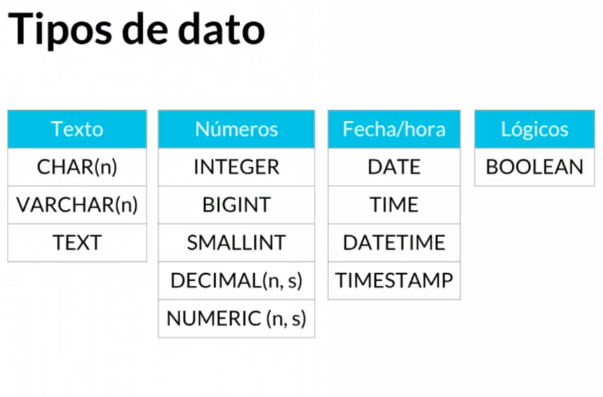 Tipos de dato
Texto
CHAR(n)
VARCHAR(n)
TEXT
Números
INTEGER
BIGINT
SMALLINT
DECIMAL(n, s)
NUMERIC (n, s)
Fecha/hora
DATE
TIME
DATETIME
TIMESTAMP
Lógicos
BOOLEAN